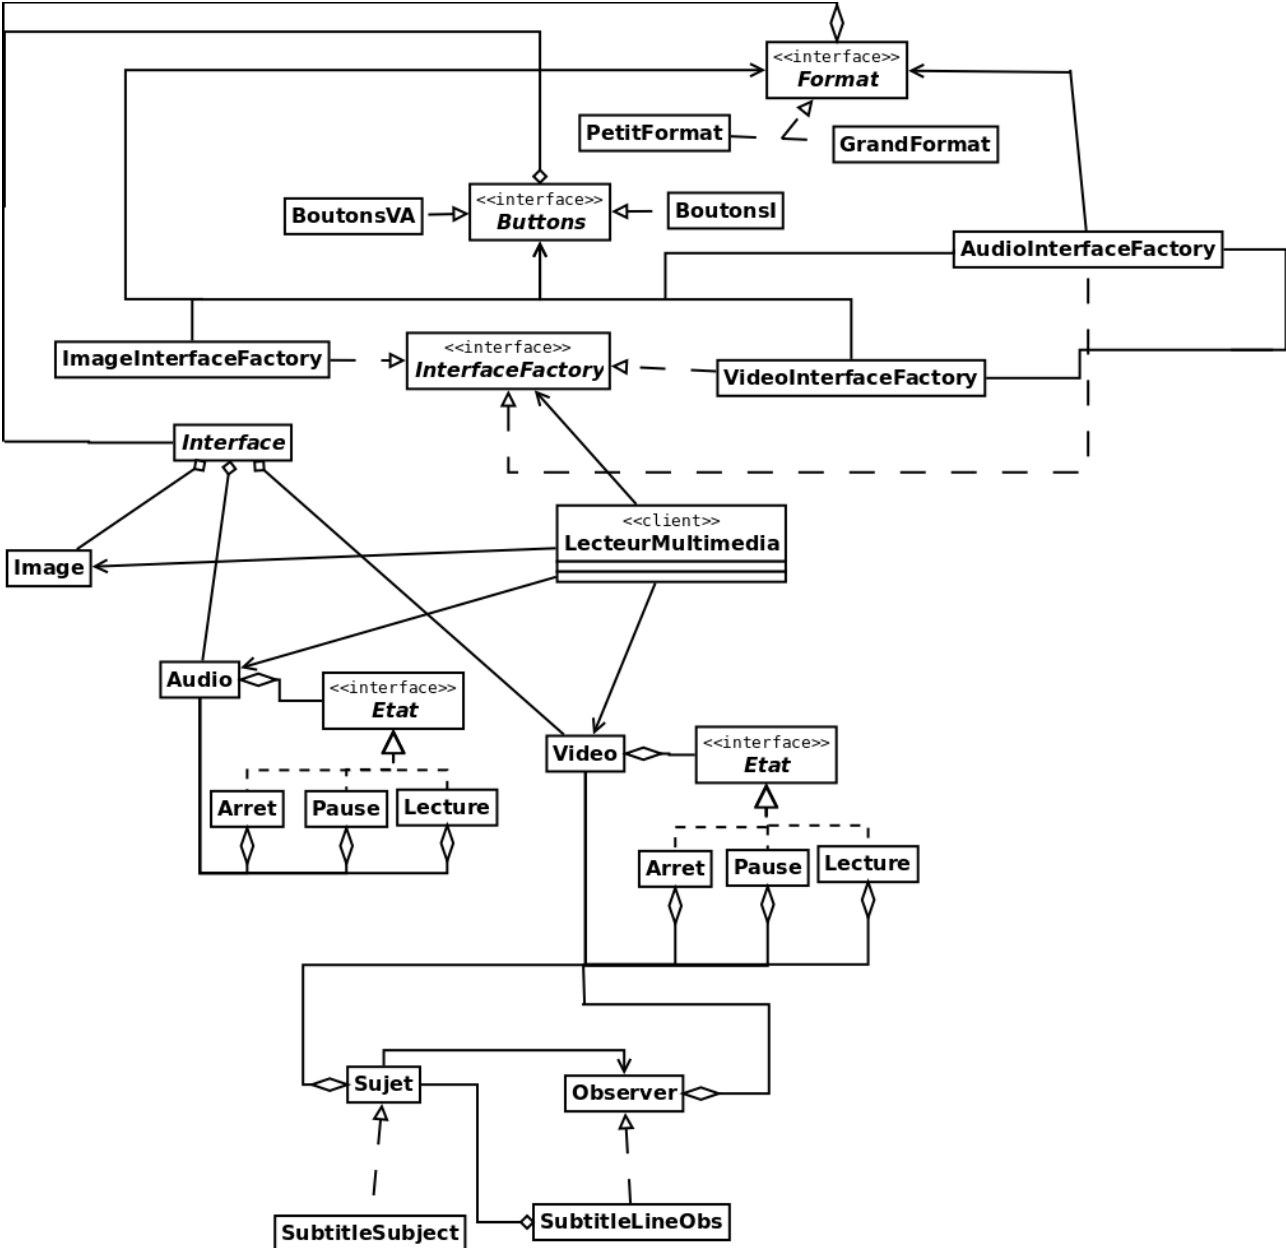 <<interface>>
Format
PetitFormat
GrandFormat
BoutonsVA
<<interface>>
Buttons
BoutonsI
AudioInterfaceFactory
ImageInterfaceFactory
<<interface>>
InterfaceFactory
VideoInterfaceFactory
Interface
<<client>>
LecteurMultimedia
Image
Audio
<<interface>>
Etat
Video
<<interface>>
Etat
Arret
Pause
Lecture
Arret
Pause
Lecture
Sujet
Observer
SubtitleSubject
SubtitleLineObs